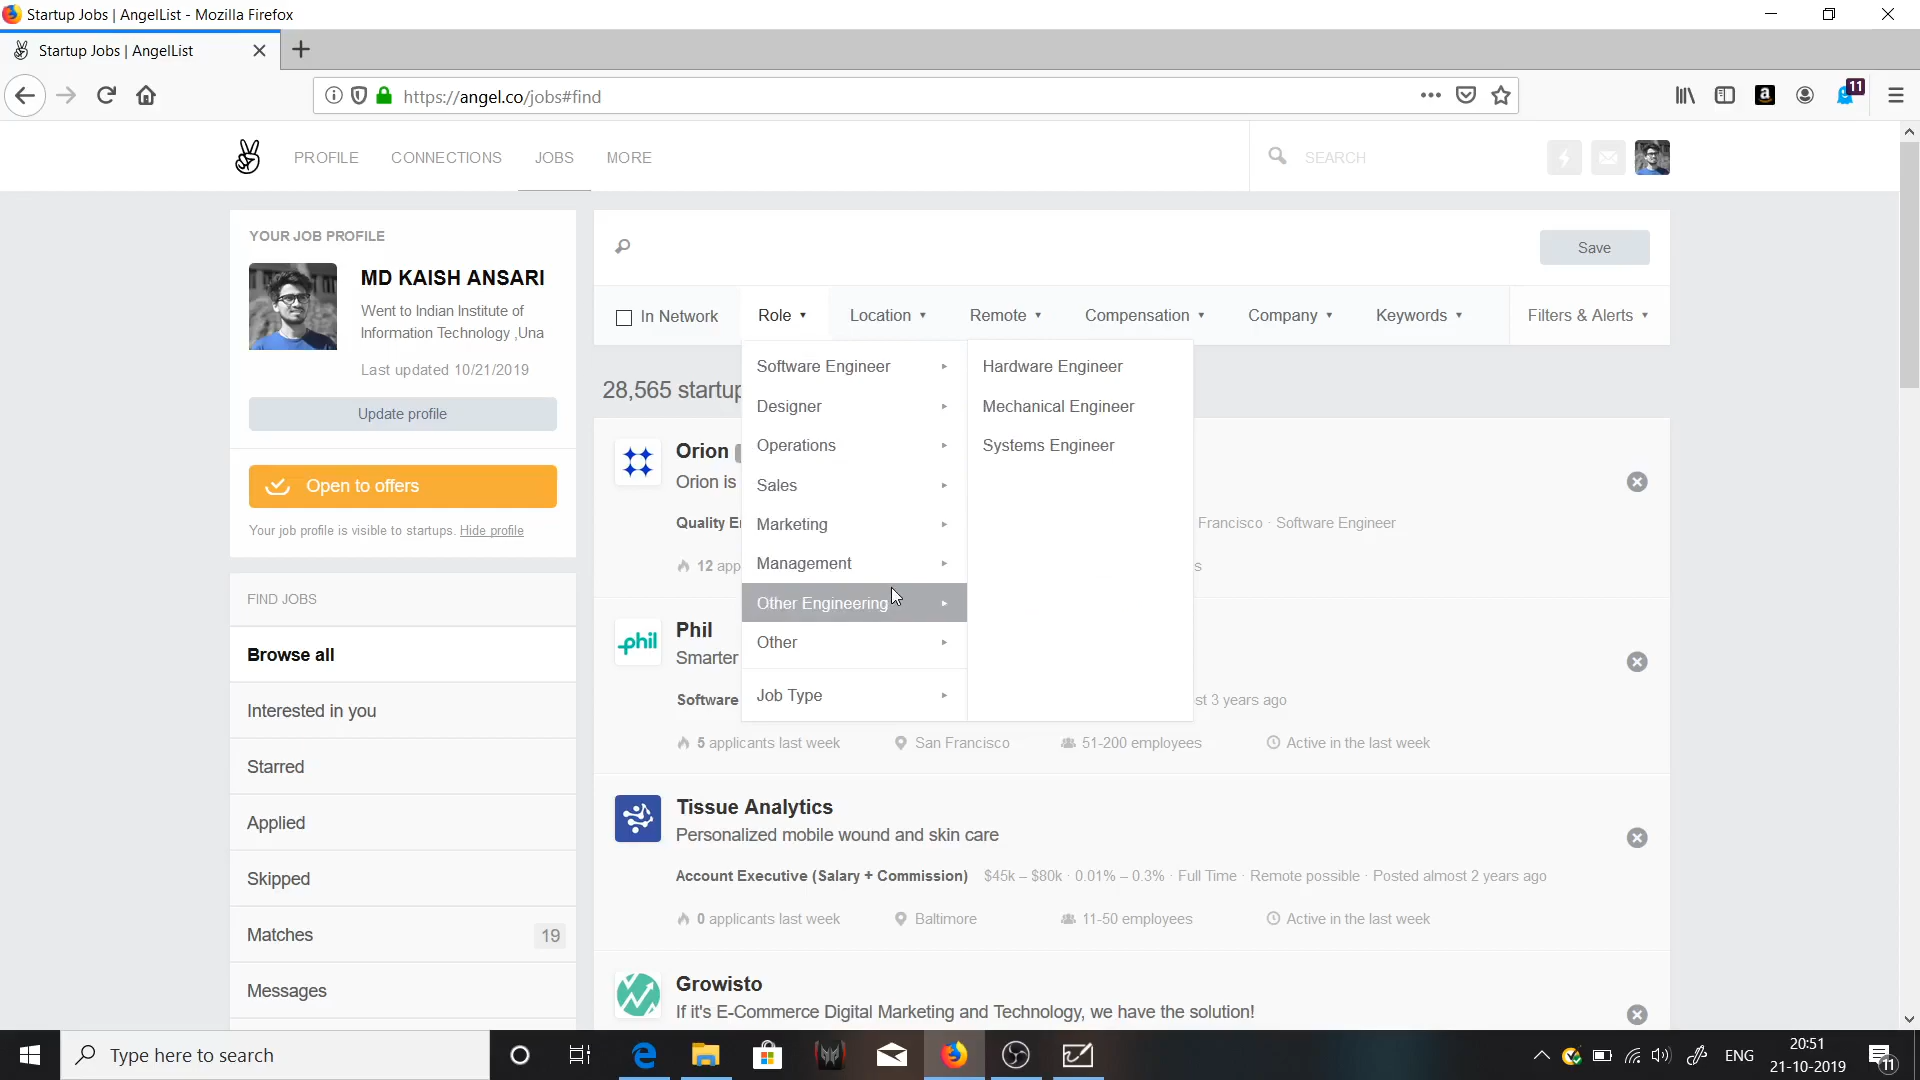 Startup Jobs | AngelList - Mozilla Firefox
Startup Jobs | AngelList
https://angel.co/jobs#find
11
PROFILE
CONNECTIONS
JOBS
MORE
SEARCH
YOUR JOB PROFILE
MD KAISH ANSARI
Went to Indian Institute of
Information Technology ,Una
Last updated 10/21/2019
Update profile
Open to offers
Your job profile is visible to startups. Hide profile
FIND JOBS
Browse all
Interested in you
Starred
Applied
Skipped
Matches 19
Messages
Save
In Network
Role
Location
Remote
Compensation
Company
Keywords
Filters & Alerts
Software Engineer
Designer
Operations
Sales
Marketing
Management
Other Engineering
Other
Job Type
Hardware Engineer
Mechanical Engineer
Systems Engineer
28,565
Orion
Orion is
Quality
Francisco · Software Engineer
12
phil
Phil
Smarter
Software
3 years ago
5 applicants last week San Francisco 51-200 employees Active in the last week
Tissue Analytics
Personalized mobile wound and skin care
Account Executive (Salary + Commission) $45k – $80k · 0.01% – 0.3% · Full Time · Remote possible · Posted almost 2 years ago
0 applicants last week Baltimore 11-50 employees Active in the last week
Growisto
If it's E-Commerce Digital Marketing and Technology, we have the solution!
Type here to search
ENG
20:51
21-10-2019
11